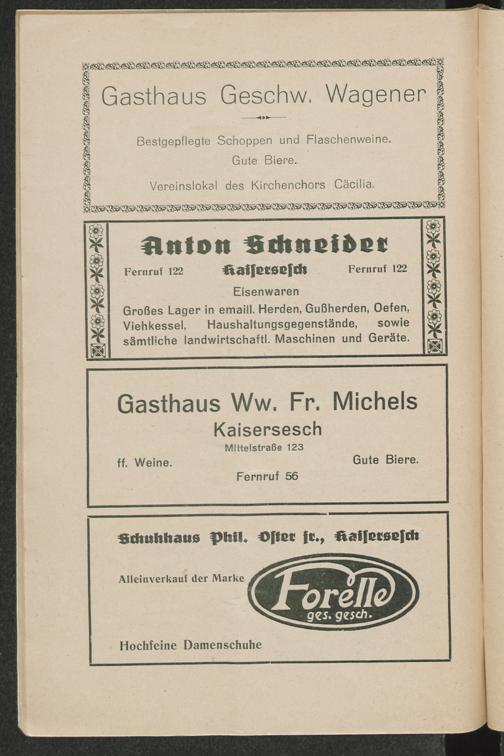 Gasthaus Geschw. Wagener
Bestgepflegte Schoppen und Flaschenweine.
Gute Biere.
Vereinslokal des Kirchenchors Cäcilia.
Anton Schneider
Fernruf 122 Kaisersesch Fernruf 122
Eisenwaren
Großes Lager in emaill. Herden, Gußherden, Oefen,
Viehkessel, Haushaltungsgegenstände, sowie
sämtliche landwirtschaftl. Maschinen und Geräte.
Gasthaus Ww. Fr. Michels
Kaisersesch
Mittelstraße 123
ff. Weine. Gute Biere.
Fernruf 56
Schuhhaus Phil. Oster jr., Kaisersesch
Alleinverkauf der Marke
Forelle
ges. gesch.
Hochfeine Damenschuhe